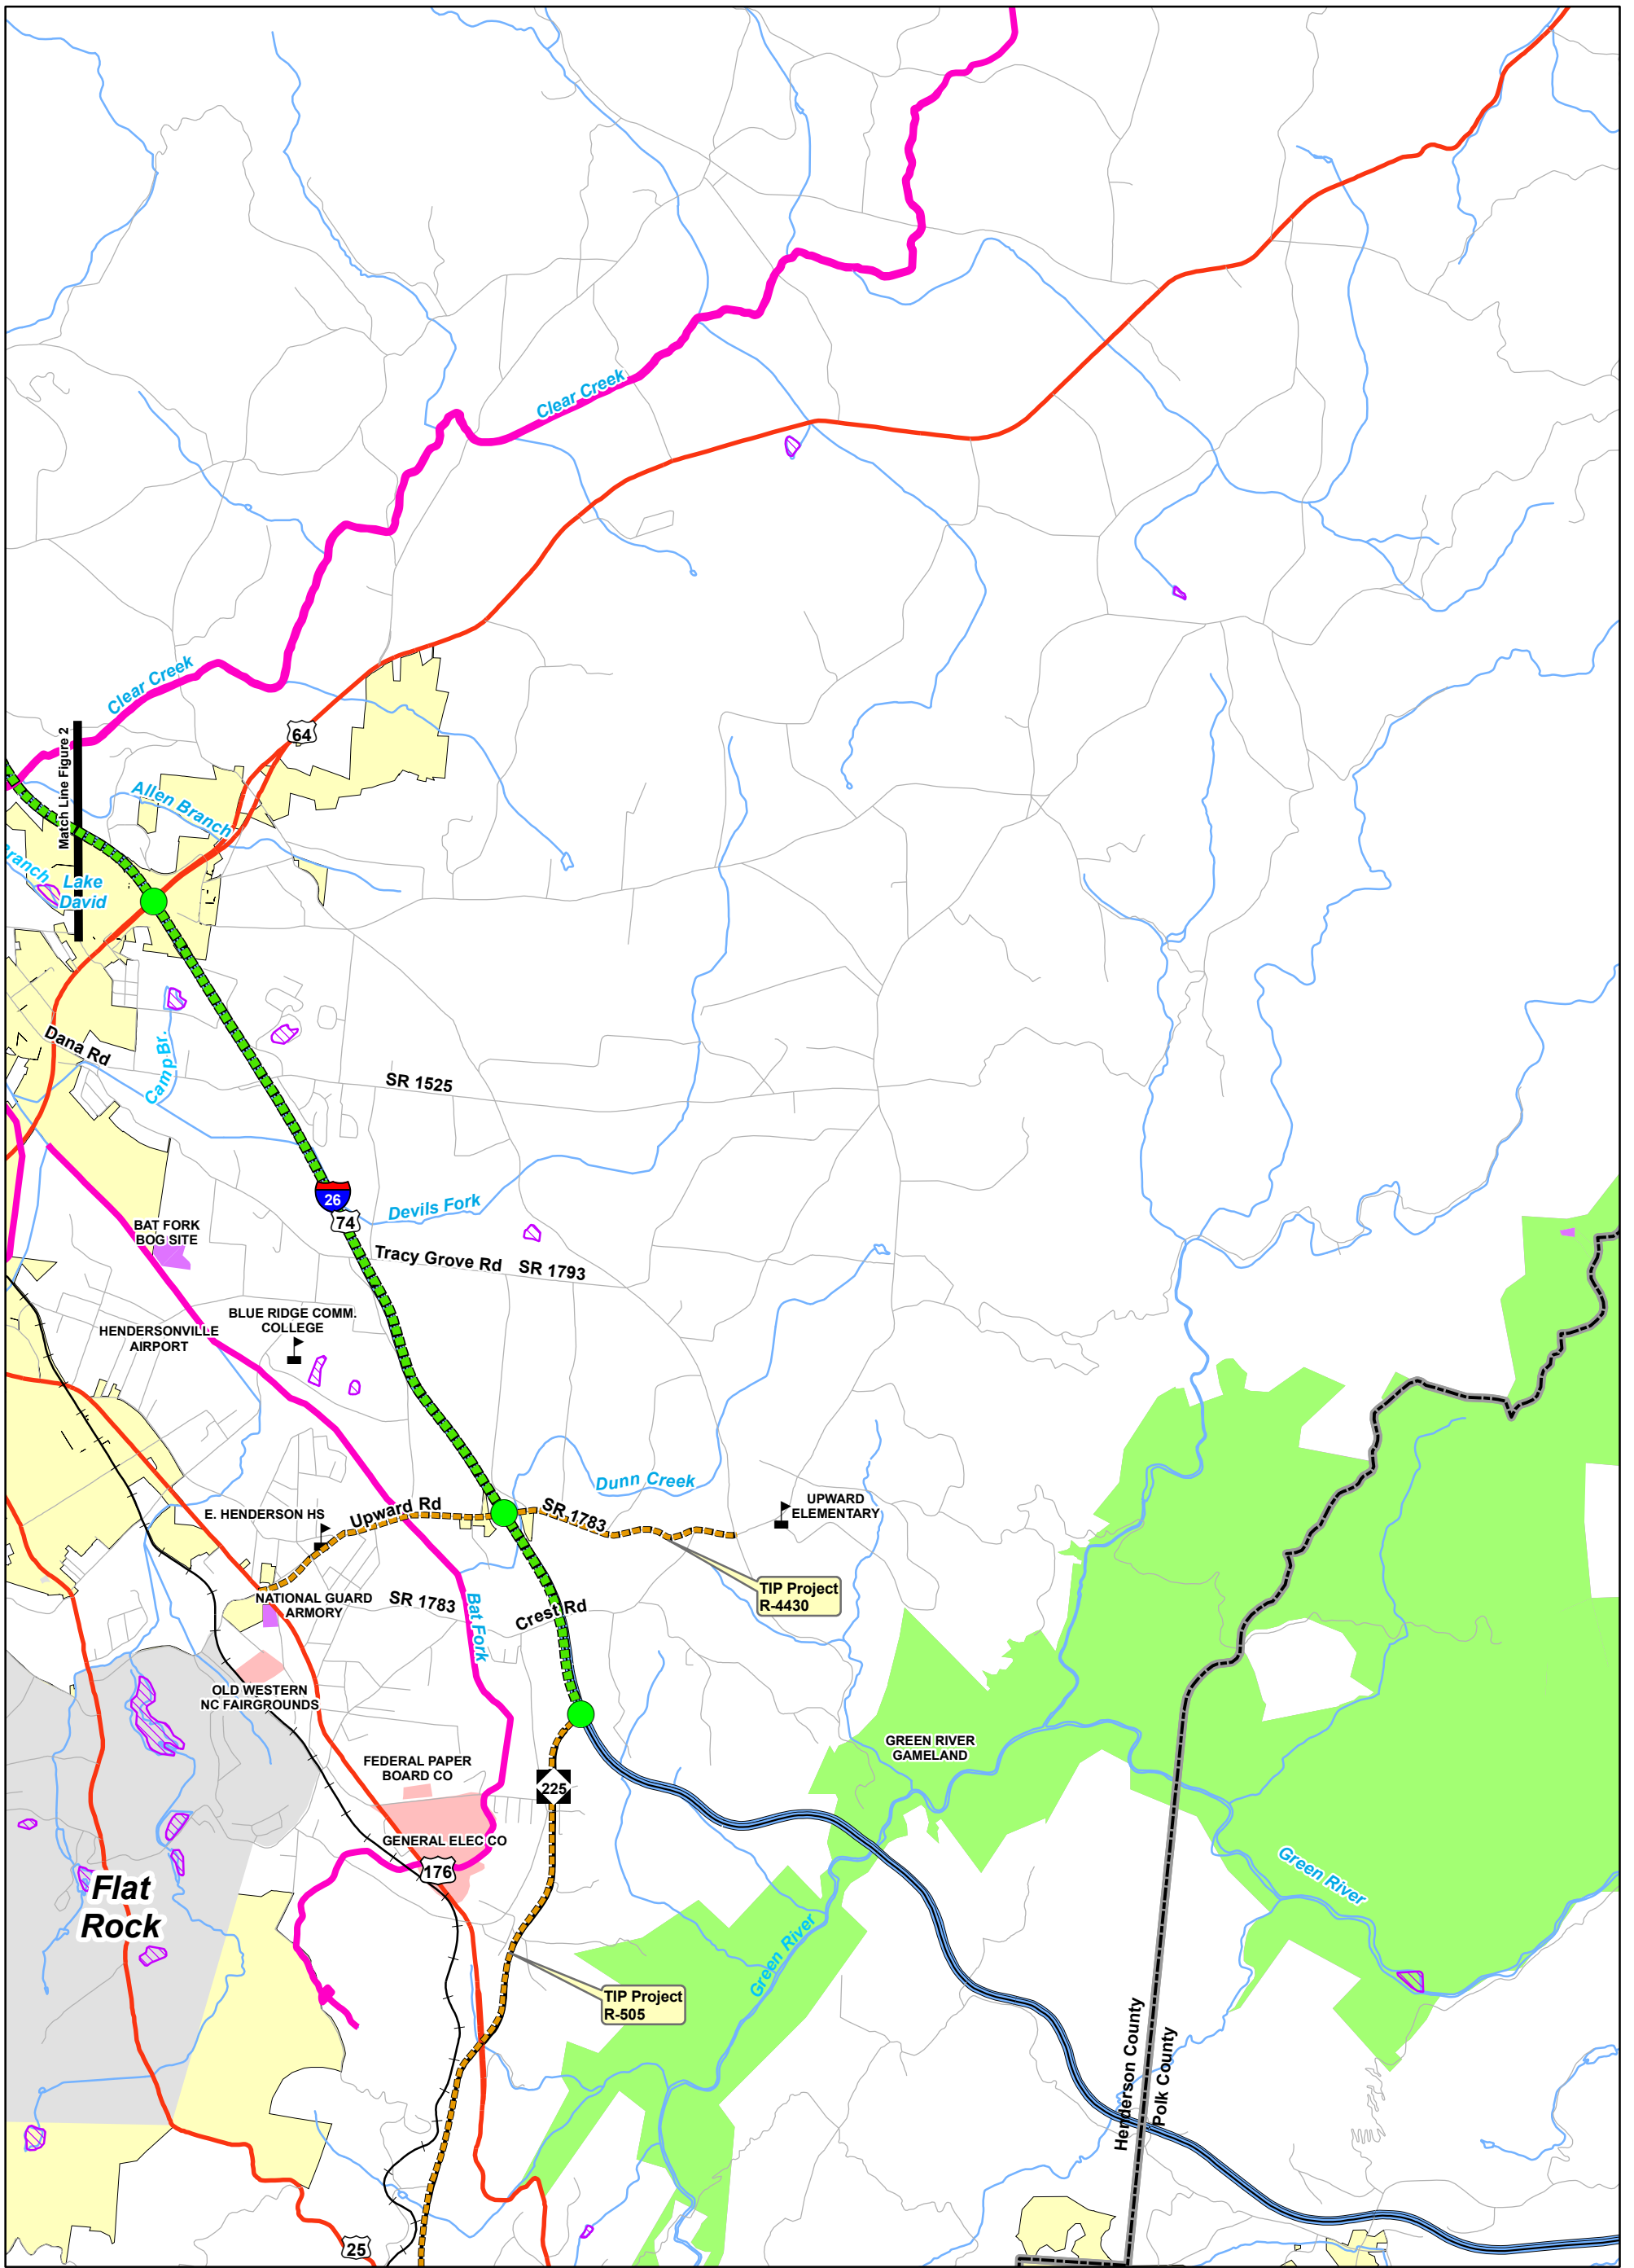 Clear Creek
Clear Creek
64
Match Line Figure 2
Allen Branch
Branch
Lake
David
Dana Rd
Camp Br.
SR 1525
26
74
Devils Fork
BAT FORK
BOG SITE
Tracy Grove Rd
SR 1793
BLUE RIDGE COMM.
COLLEGE
HENDERSONVILLE
AIRPORT
Dunn Creek
UPWARD
ELEMENTARY
E. HENDERSON HS
Upward Rd
SR 1783
TIP Project
R-4430
NATIONAL GUARD
ARMORY
SR 1783
Bat Fork
Crest Rd
OLD WESTERN
NC FAIRGROUNDS
GREEN RIVER
GAMELAND
FEDERAL PAPER
BOARD CO
225
GENERAL ELEC CO
176
Flat
Rock
Green River
Green River
TIP Project
R-505
Henderson County
Polk County
25